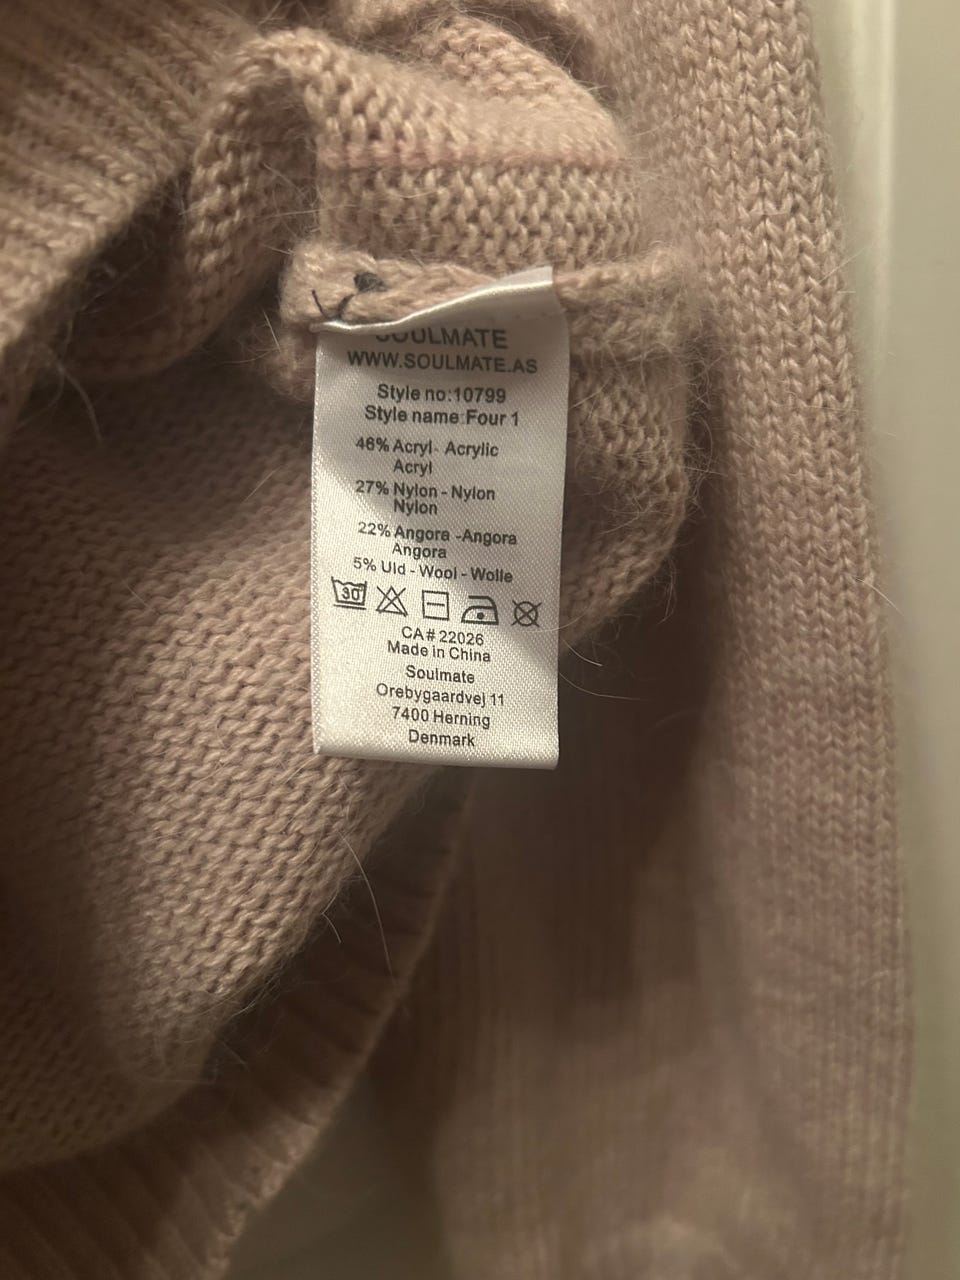 SOULMATE
WWW.SOULMATE.AS
Style no:10799
Style name:Four 1
46% Acryl- Acrylic
Acryl
27% Nylon - Nylon
Nylon
22% Angora -Angora
Angora
5% Uld - Wool - Wolle
30
CA # 22026
Made in China
Soulmate
Orebygaardvej 11
7400 Herning
Denmark